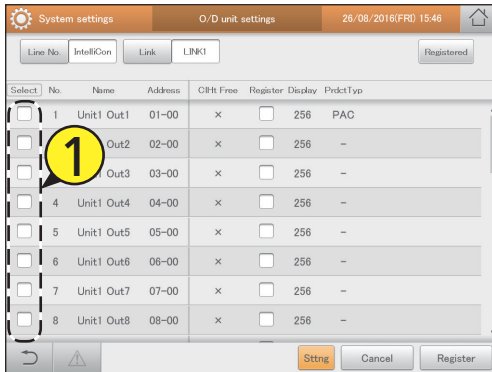 System settings O/D unit settings 26/08/2016(FRI) 15:46
Line No. IntelliCon Link LINK1 Registered
Select No. Name Address ClHt Free Register Display PrdctTyp
1 Unit1 Out1 01-00 × 256 PAC
Out2 02-00 × 256 -
1 Out3 03-00 × 256 -
4 Unit1 Out4 04-00 × 256 -
5 Unit1 Out5 05-00 × 256 -
6 Unit1 Out6 06-00 × 256 -
7 Unit1 Out7 07-00 × 256 -
8 Unit1 Out8 08-00 × 256 -
Sttng Cancel Register